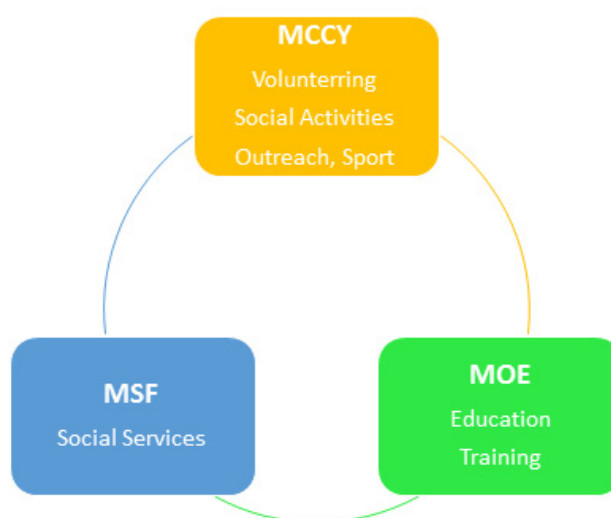 MCCY
Volunterring
Social Activities
Outreach, Sport
MSF
Social Services
MOE
Education
Training